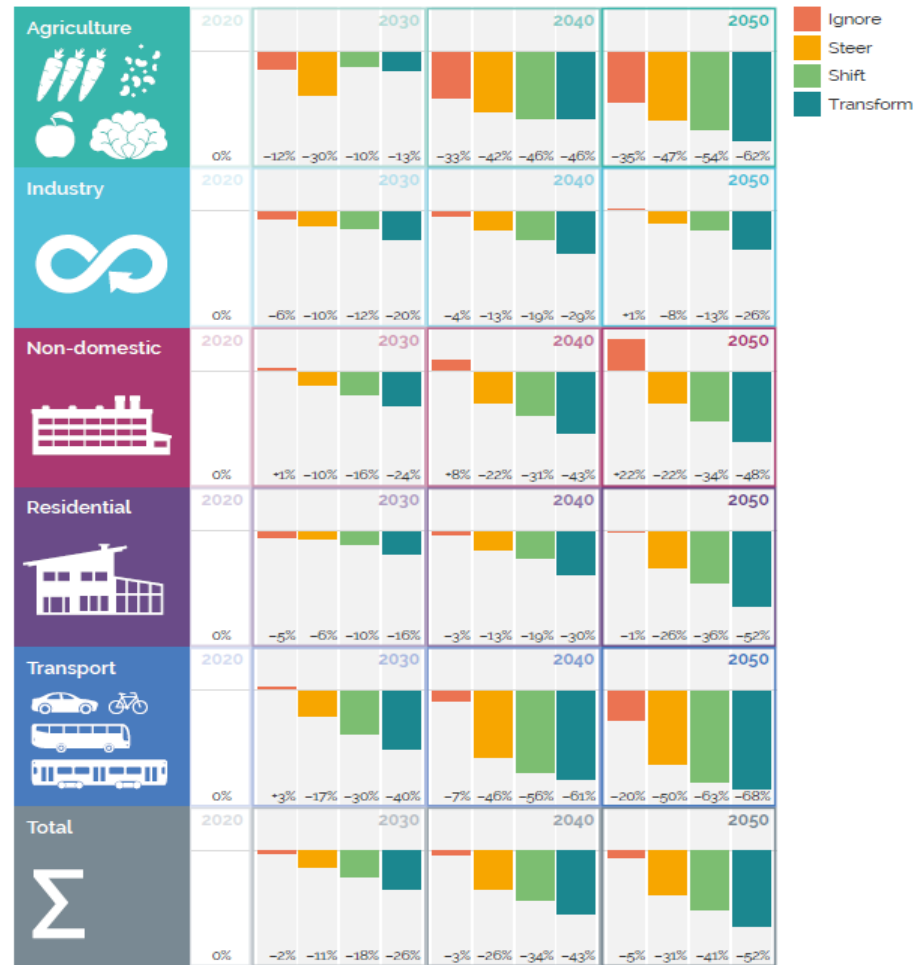 Agriculture
2020 2030 2040 2050
0% −12% −30% −10% −13% −33% −42% −46% −46% −35% −47% −54% −62%
Industry
2020 2030 2040 2050
0% −6% −10% −12% −20% −4% −13% −19% −29% +1% −8% −13% −26%
Non-domestic
2020 2030 2040 2050
0% +1% −10% −16% −24% +8% −22% −31% −43% +22% −22% −34% −48%
Residential
2020 2030 2040 2050
0% −5% −6% −10% −16% −3% −13% −19% −30% −1% −26% −36% −52%
Transport
2020 2030 2040 2050
0% +3% −17% −30% −40% −7% −46% −56% −61% −20% −50% −63% −68%
Total
Σ
2020 2030 2040 2050
0% −2% −11% −18% −26% −3% −26% −34% −43% −5% −31% −41% −52%
Ignore
Steer
Shift
Transform